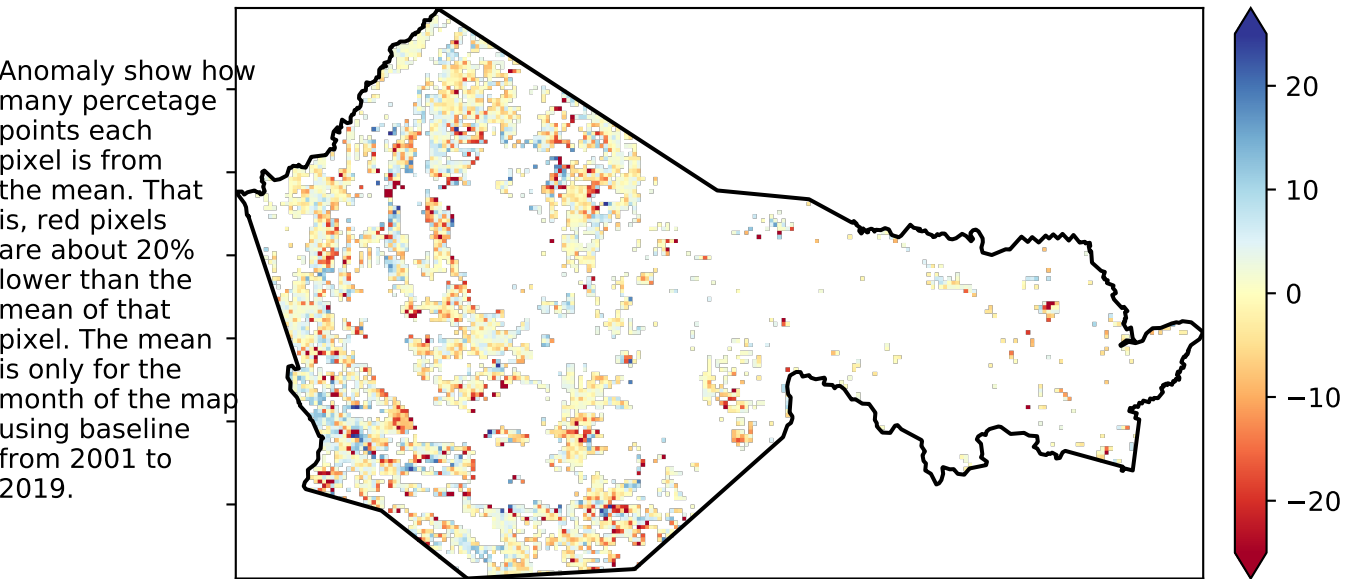 Anomaly show how
many percetage
points each
pixel is from
the mean. That
is, red pixels
are about 20%
lower than the
mean of that
pixel. The mean
is only for the
month of the map
using baseline
from 2001 to
2019.
20
10
0
−10
−20